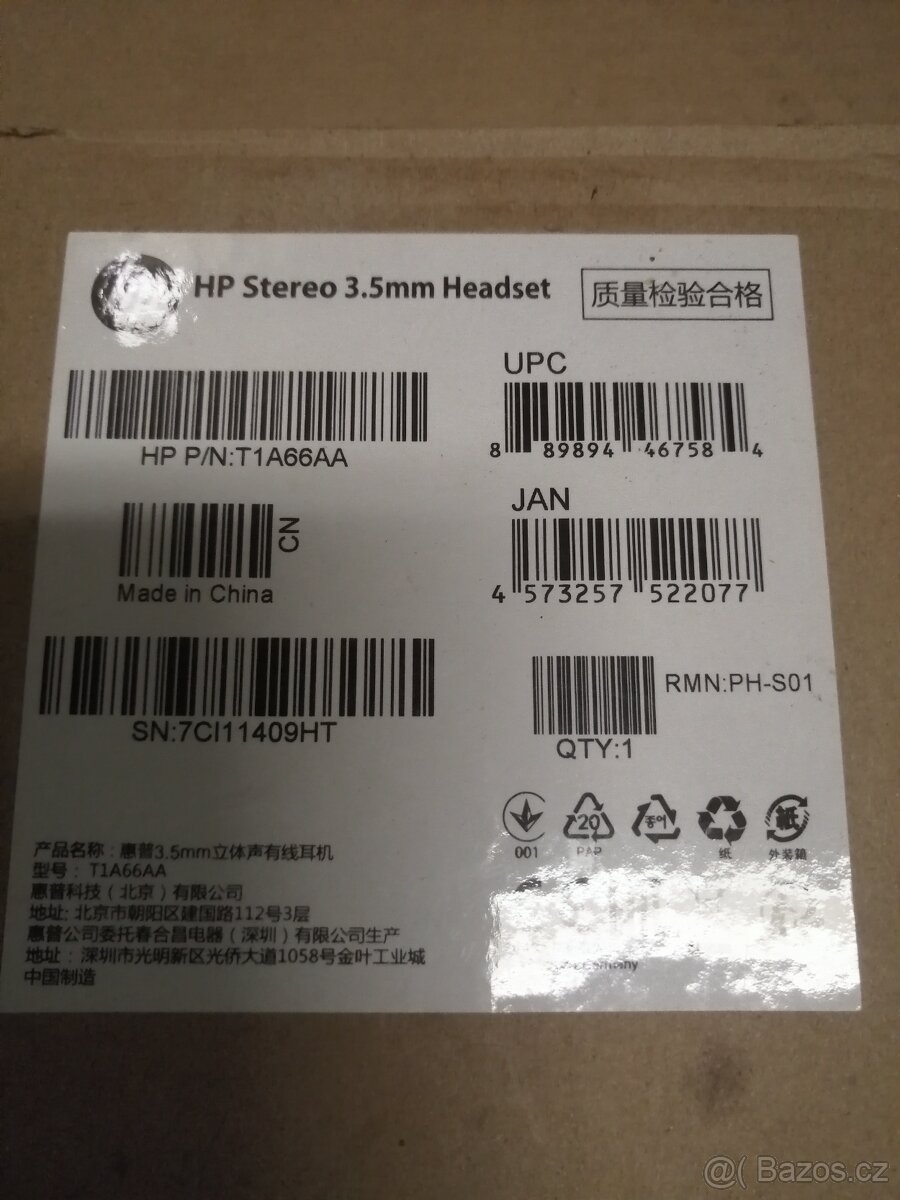 HP Stereo 3.5mm Headset
质量检验合格
HP P/N:T1A66AA
UPC
8 89894 46758 4
CN
Made in China
JAN
4 573257 522077
SN:7CI11409HT
RMN:PH-S01
QTY:1
001
20
PAP
종이
纸
紙
外装箱
产品名称：惠普3.5mm立体声有线耳机
型号： T1A66AA
惠普科技（北京）有限公司
地址: 北京市朝阳区建国路112号3层
惠普公司委托春合昌电器（深圳）有限公司生产
地址： 深圳市光明新区光侨大道1058号金叶工业城
中国制造
Germany
@( Bazos.cz